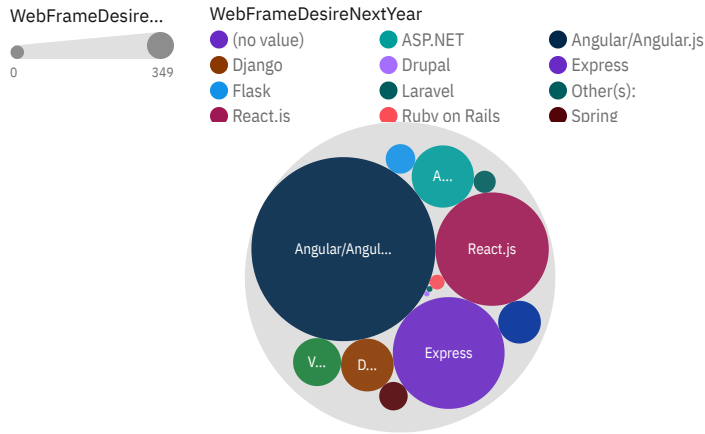 WebFrameDesire...
0 349
WebFrameDesireNextYear
(no value) ASP.NET Angular/Angular.js
Django Drupal Express
Flask Laravel Other(s):
React.js Ruby on Rails Spring
A...
Angular/Angul... React.js
Express
V... D...